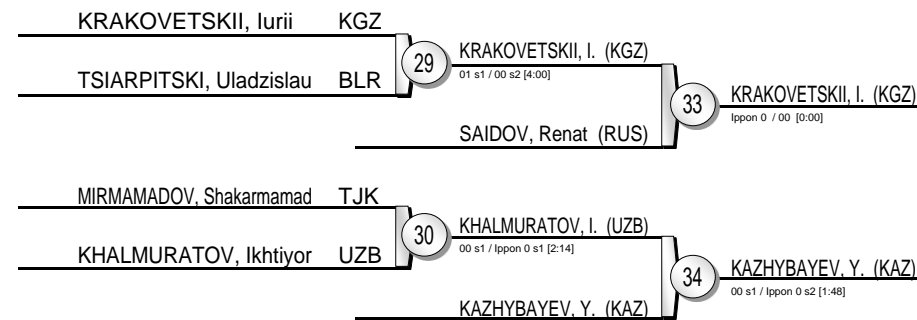 KRAKOVETSKII, Iurii KGZ
29
KRAKOVETSKII, I. (KGZ)
01 s1 / 00 s2 [4:00]
TSIARPITSKI, Uladzislau BLR
33
KRAKOVETSKII, I. (KGZ)
Ippon 0 / 00 [0:00]
SAIDOV, Renat (RUS)
MIRMAMADOV, Shakarmamad TJK
30
KHALMURATOV, I. (UZB)
00 s1 / Ippon 0 s1 [2:14]
KHALMURATOV, Ikhtiyor UZB
34
KAZHYBAYEV, Y. (KAZ)
00 s1 / Ippon 0 s2 [1:48]
KAZHYBAYEV, Y. (KAZ)